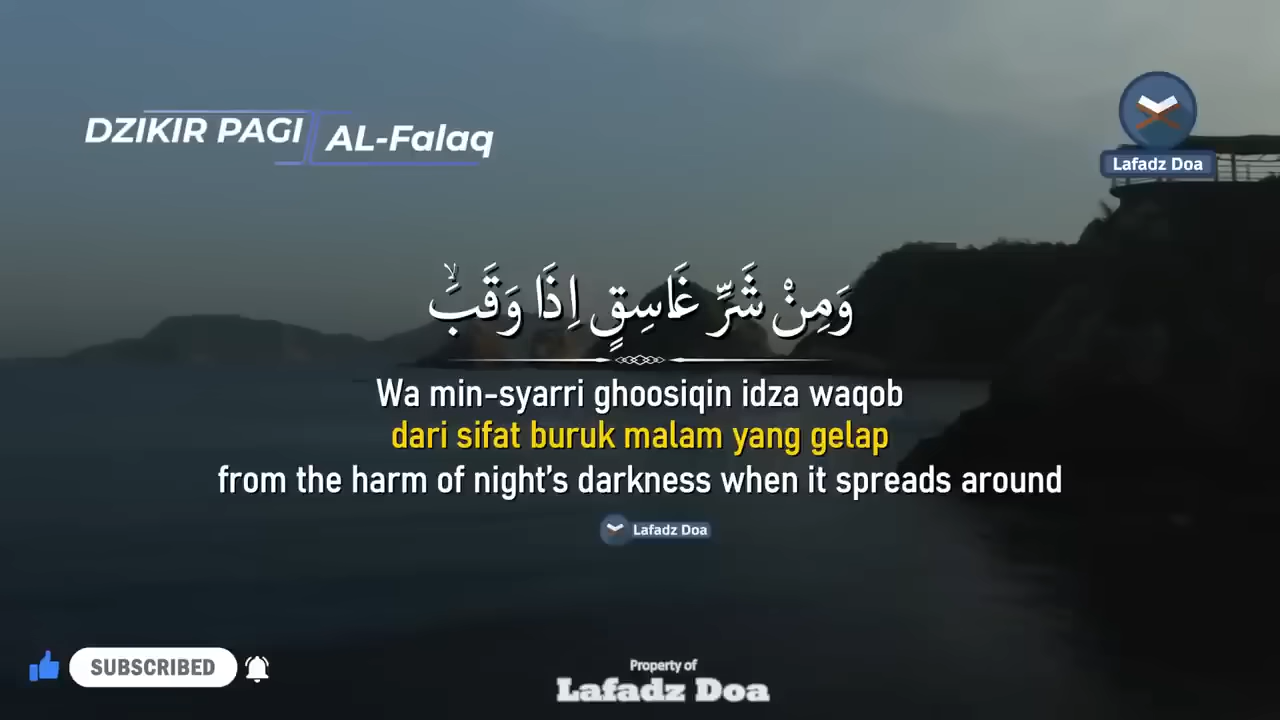 DZIKIR PAGI
AL-Falaq
Lafadz Doa
وَمِنْ شَرِّ غَاسِقٍ اِذَا وَقَبَۙ
Wa min-syarri ghoosiqin idza waqob
dari sifat buruk malam yang gelap
from the harm of night's darkness when it spreads around
Lafadz Doa
SUBSCRIBED
Property of
Lafadz Doa